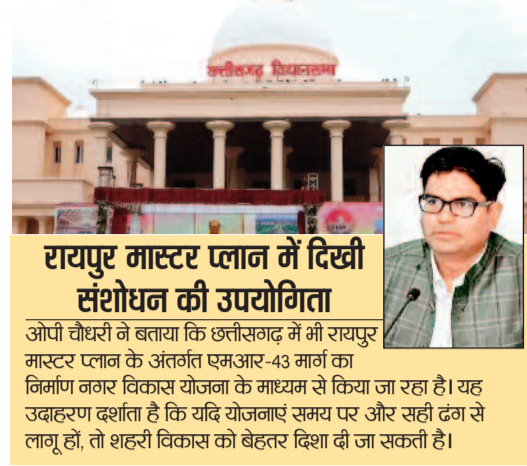 छत्तीसगढ़ विधानसभा
रायपुर मास्टर प्लान में दिखी
संशोधन की उपयोगिता
ओपी चौधरी ने बताया कि छत्तीसगढ़ में भी रायपुर
मास्टर प्लान के अंतर्गत एमआर-43 मार्ग का
निर्माण नगर विकास योजना के माध्यम से किया जा रहा है। यह
उदाहरण दर्शाता है कि यदि योजनाएं समय पर और सही ढंग से
लागू हों, तो शहरी विकास को बेहतर दिशा दी जा सकती है।